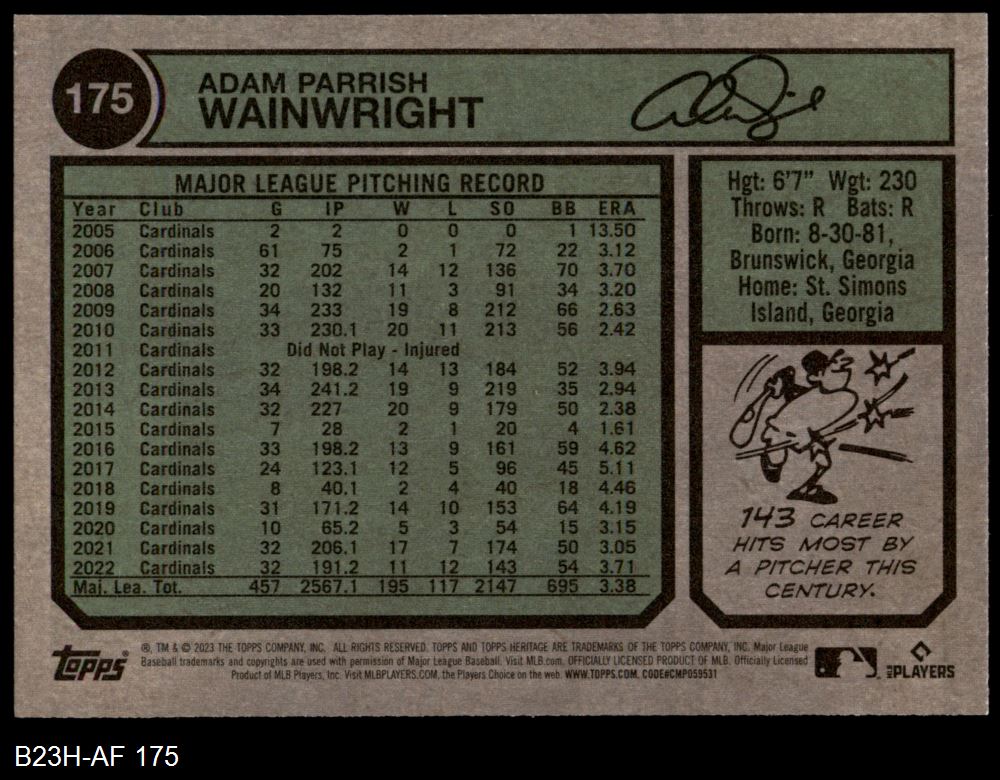 175
ADAM PARRISH
WAINWRIGHT
MAJOR LEAGUE PITCHING RECORD
Year Club G IP W L SO BB ERA
2005 Cardinals 2 2 0 0 0 1 13.50
2006 Cardinals 61 75 2 1 72 22 3.12
2007 Cardinals 32 202 14 12 136 70 3.70
2008 Cardinals 20 132 11 3 91 34 3.20
2009 Cardinals 34 233 19 8 212 66 2.63
2010 Cardinals 33 230.1 20 11 213 56 2.42
2011 Cardinals Did Not Play - Injured
2012 Cardinals 32 198.2 14 13 184 52 3.94
2013 Cardinals 34 241.2 19 9 219 35 2.94
2014 Cardinals 32 227 20 9 179 50 2.38
2015 Cardinals 7 28 2 1 20 4 1.61
2016 Cardinals 33 198.2 13 9 161 59 4.62
2017 Cardinals 24 123.1 12 5 96 45 5.11
2018 Cardinals 8 40.1 2 4 40 18 4.46
2019 Cardinals 31 171.2 14 10 153 64 4.19
2020 Cardinals 10 65.2 5 3 54 15 3.15
2021 Cardinals 32 206.1 17 7 174 50 3.05
2022 Cardinals 32 191.2 11 12 143 54 3.71
Maj. Lea. Tot. 457 2567.1 195 117 2147 695 3.38
Hgt: 6'7" Wgt: 230
Throws: R Bats: R
Born: 8-30-81,
Brunswick, Georgia
Home: St. Simons
Island, Georgia
143 CAREER
HITS MOST BY
A PITCHER THIS
CENTURY.
Topps
®, TM & © 2023 THE TOPPS COMPANY, INC. ALL RIGHTS RESERVED. TOPPS AND TOPPS HERITAGE ARE TRADEMARKS OF THE TOPPS COMPANY, INC. Major League
Baseball trademarks and copyrights are used with permission of Major League Baseball. Visit MLB.com. OFFICIALLY LICENSED PRODUCT OF MLB. Officially Licensed
Product of MLB Players, Inc. Visit MLBPLAYERS.COM, the Players Choice on the web. WWW.TOPPS.COM. CODE#CMP059531
MLB PLAYERS
B23H-AF 175